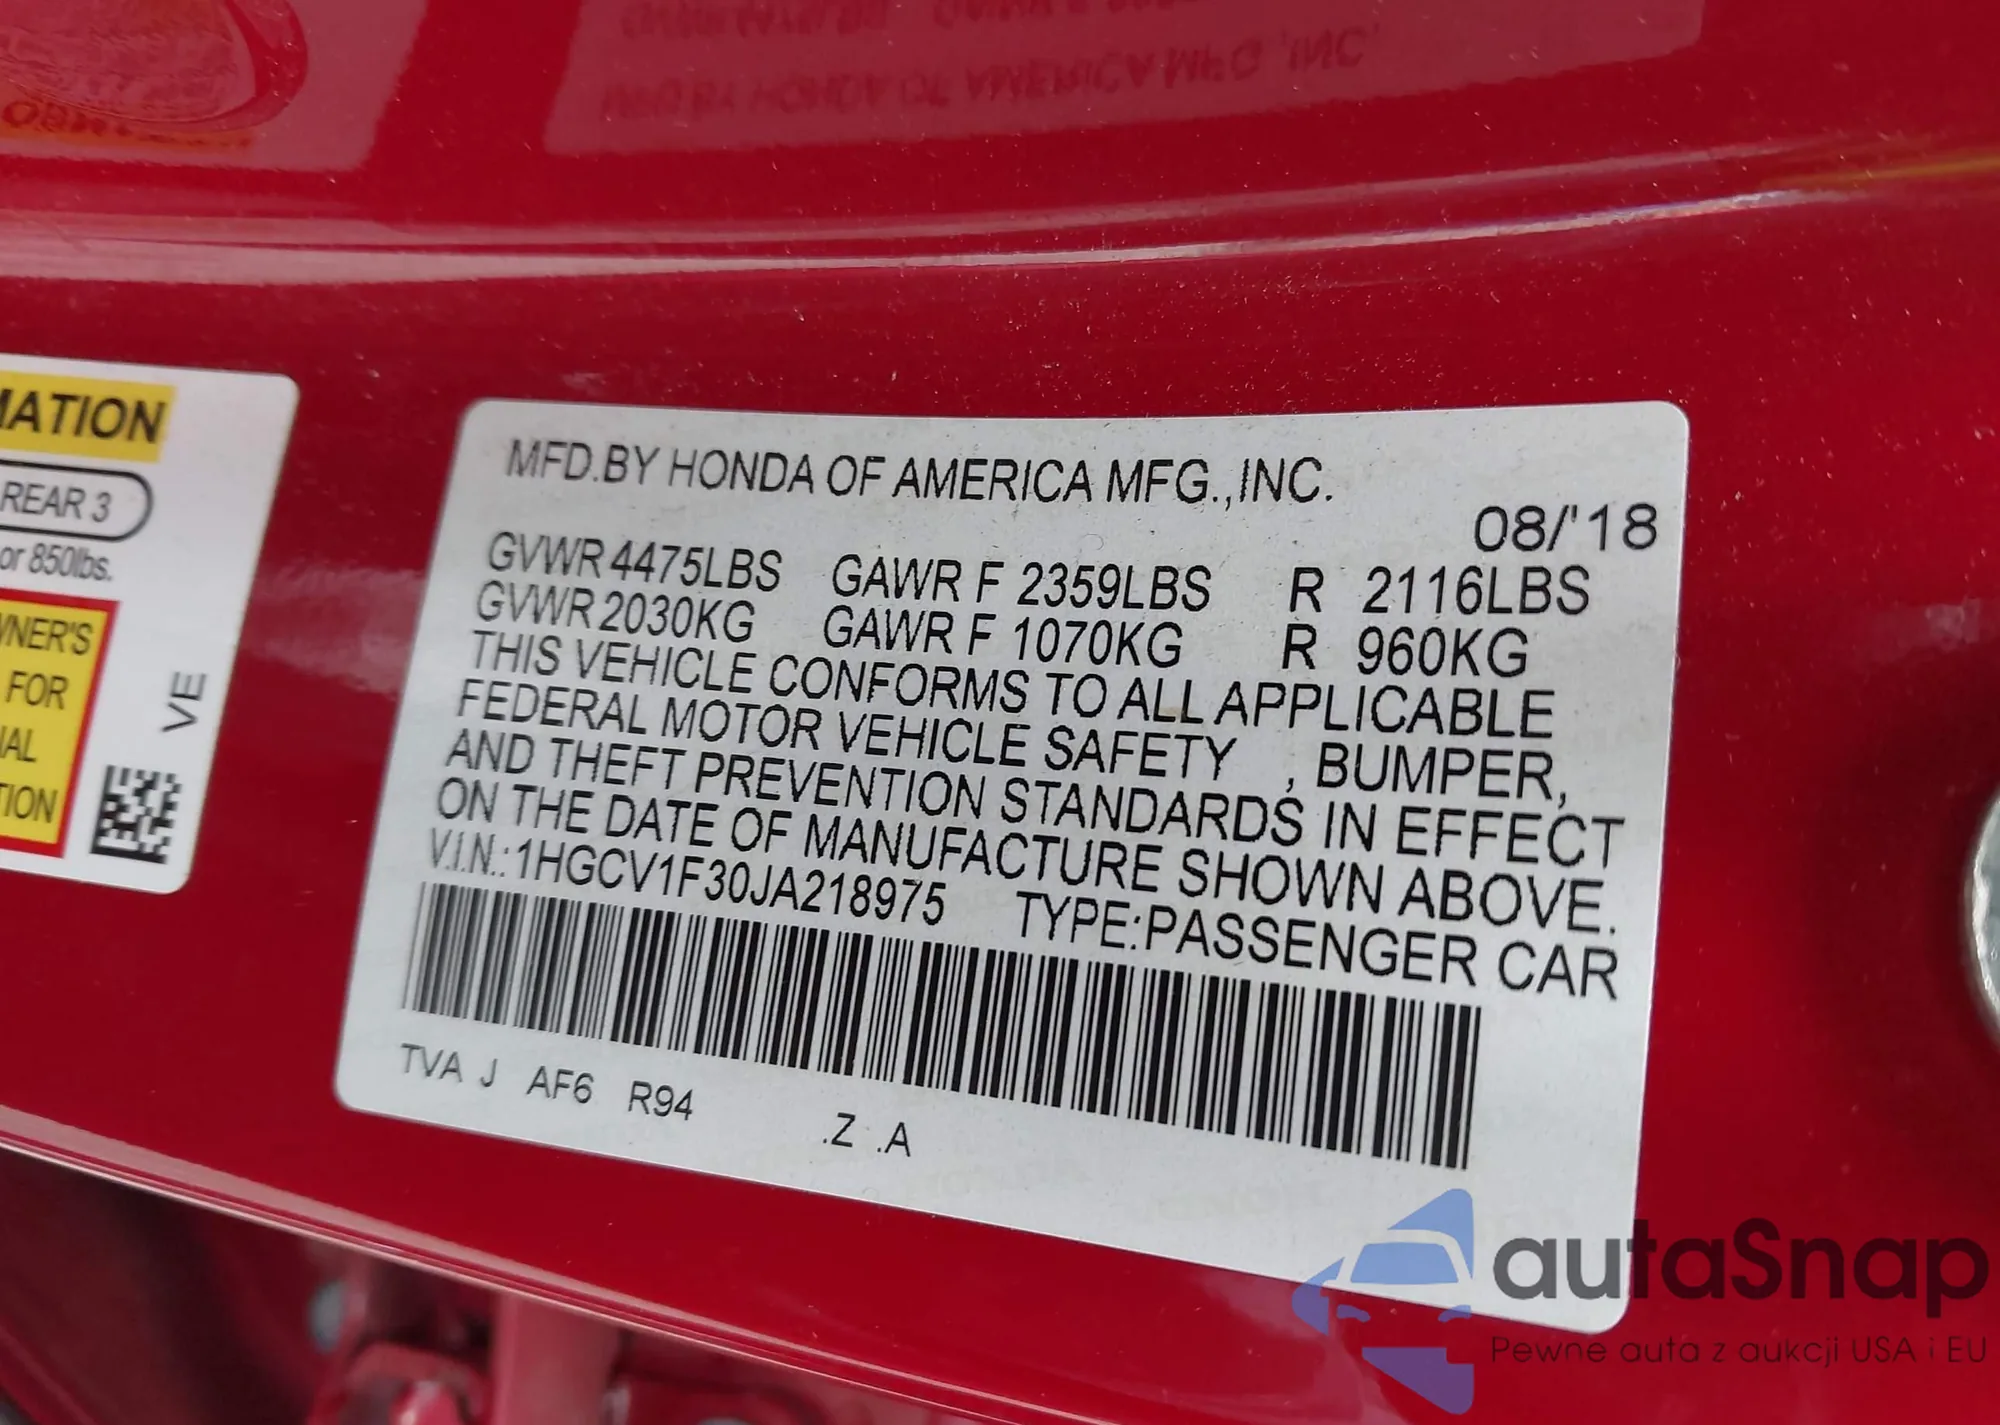 MATION
REAR 3
or 850lbs.
WNER'S
FOR
TION
VE
MFD.BY HONDA OF AMERICA MFG.,INC.
08/'18
GVWR 4475LBS GAWR F 2359LBS R 2116LBS
GVWR 2030KG GAWR F 1070KG R 960KG
THIS VEHICLE CONFORMS TO ALL APPLICABLE
FEDERAL MOTOR VEHICLE SAFETY , BUMPER,
AND THEFT PREVENTION STANDARDS IN EFFECT
ON THE DATE OF MANUFACTURE SHOWN ABOVE.
V.I.N.:1HGCV1F30JA218975 TYPE:PASSENGER CAR
TVA J AF6 R94 .Z .A
autaSnap
Pewne auta z aukcji USA i EU